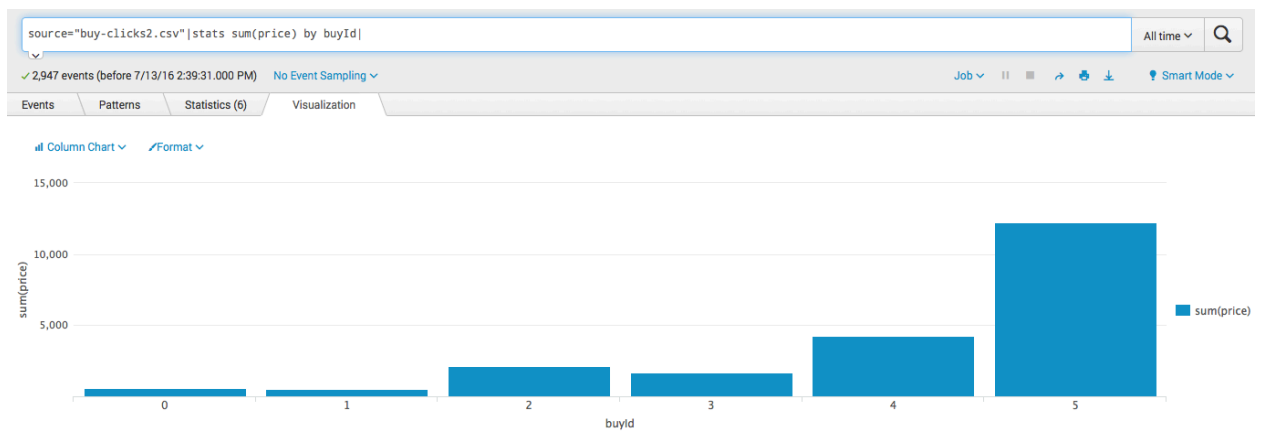 source="buy-clicks2.csv"|stats sum(price) by buyId|
All time
2,947 events (before 7/13/16 2:39:31.000 PM)
No Event Sampling
Job
Smart Mode
Events
Patterns
Statistics (6)
Visualization
Column Chart
Format
15,000
10,000
5,000
sum(price)
sum(price)
0
1
2
3
4
5
buyId